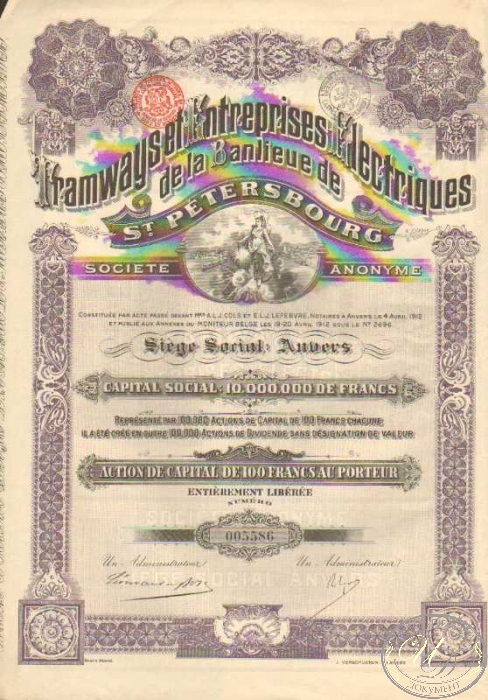 Tramways et Entreprises Electriques
de la Banlieue de
ST PÉTERSBOURG
SOCIÉTÉ ANONYME
CONSTITUÉE PAR ACTE PASSÉ DEVANT MRS A.L.J. COLS ET E.L.J. LEFEBVRE, NOTAIRES À ANVERS LE 4 AVRIL 1912
ET PUBLIÉ AUX ANNEXES DU MONITEUR BELGE LES 19-20 AVRIL 1912 SOUS LE NO 2696
Siége Social: Anvers
CAPITAL SOCIAL: 10.000.000 DE FRANCS
REPRÉSENTÉ PAR 100.000 ACTIONS DE CAPITAL DE 100 FRANCS CHACUNE
IL A ÉTÉ CRÉÉ EN OUTRE 100.000 ACTIONS DE DIVIDENDE SANS DÉSIGNATION DE VALEUR
ACTION DE CAPITAL DE 100 FRANCS AU PORTEUR
ENTIÈREMENT LIBÉRÉE
NUMÉRO
005586
Un Administrateur Un Administrateur
ДОКУМЕНТ